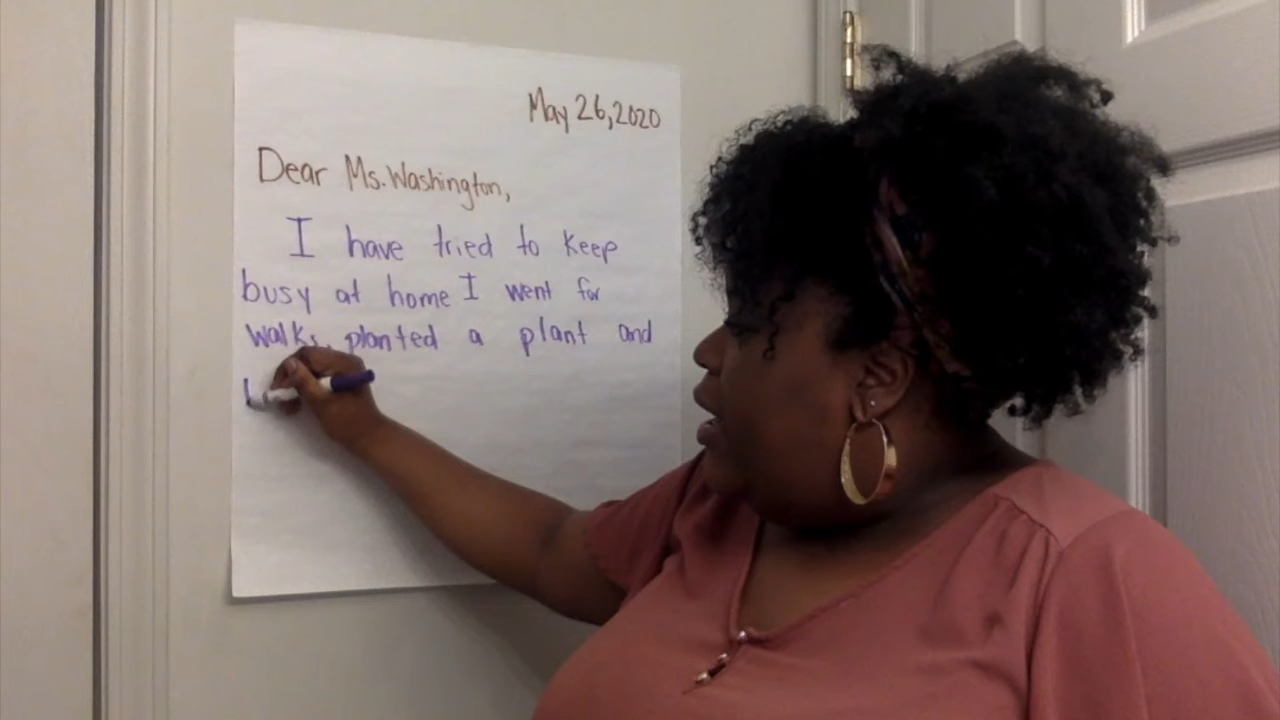 May 26, 2020
Dear Ms. Washington,
I have tried to keep
busy at home I went for
walks, planted a plant and